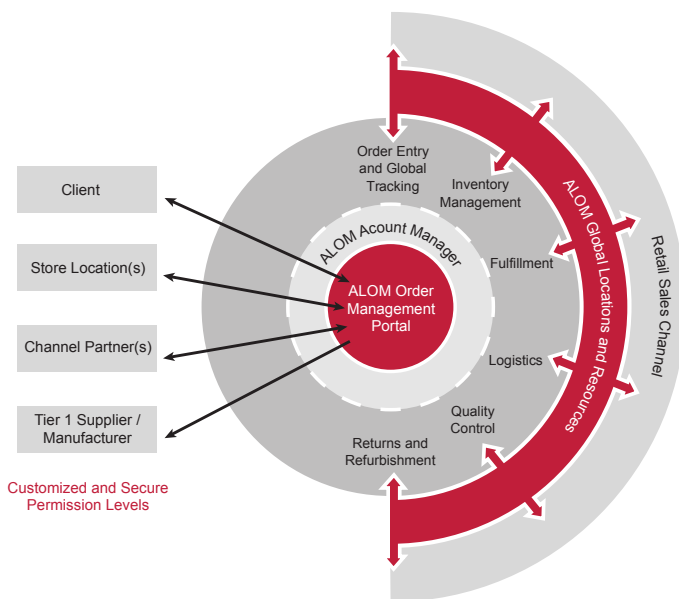 Client
Store Location(s)
Channel Partner(s)
Tier 1 Supplier /
Manufacturer
Customized and Secure
Permission Levels
ALOM Acount Manager
ALOM Order
Management
Portal
Order Entry
and Global
Tracking
Inventory
Management
Fulfillment
Logistics
Quality
Control
Returns and
Refurbishment
ALOM Global Locations and Resources
Retail Sales Channel